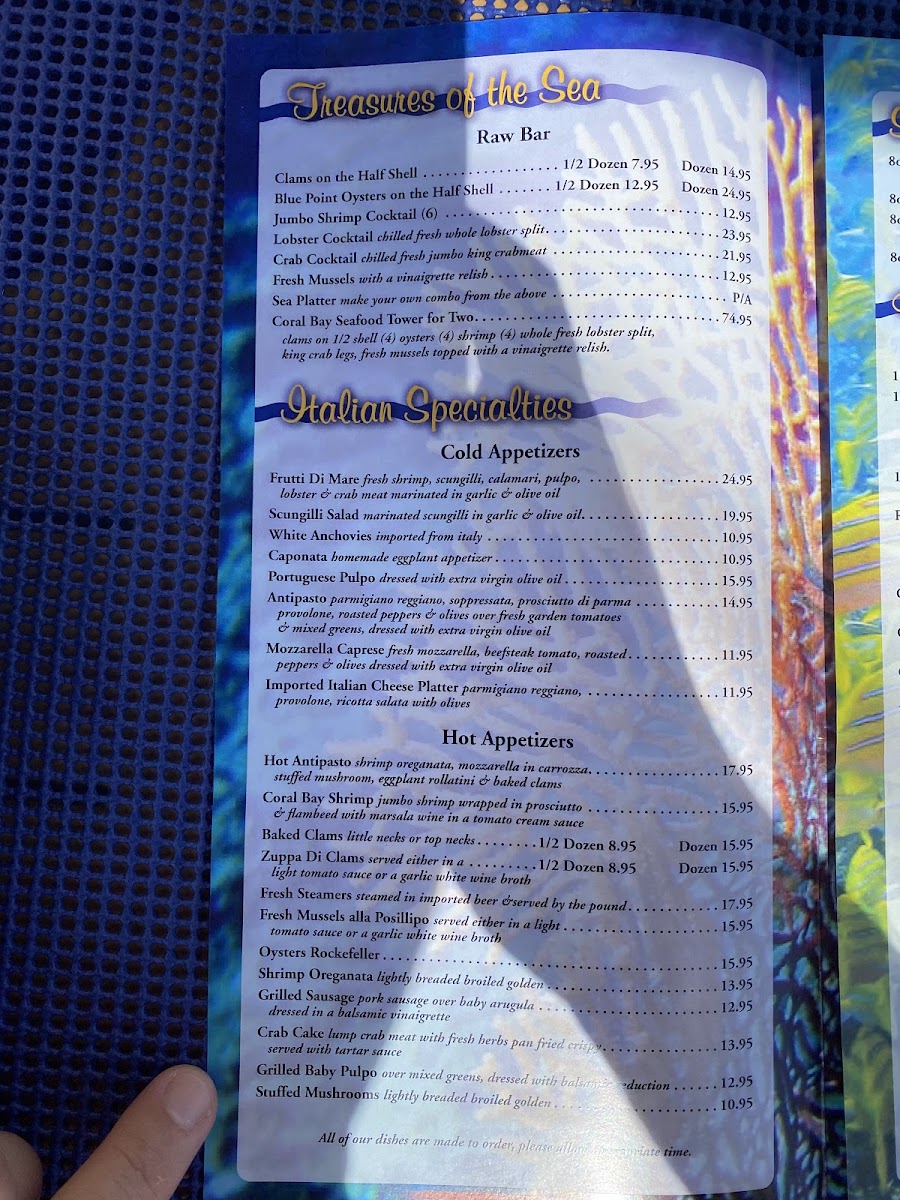 Treasures of the Sea
Raw Bar
Clams on the Half Shell . . . . . . . . . . . . . . . . . . 1/2 Dozen 7.95 Dozen 14.95
Blue Point Oysters on the Half Shell . . . . . . . 1/2 Dozen 12.95 Dozen 24.95
Jumbo Shrimp Cocktail (6) . . . . . . . . . . . . . . . . . . . . 12.95
Lobster Cocktail chilled fresh whole lobster split. . . . . . . . . . . . . . . . . . . . 23.95
Crab Cocktail chilled fresh jumbo king crabmeat . . . . . . . . . . . . . . . . . . . . 21.95
Fresh Mussels with a vinaigrette relish. . . . . . . . . . . . . . . . . . . . 12.95
Sea Platter make your own combo from the above . . . . . . . . . . . . . . . . . . . . P/A
Coral Bay Seafood Tower for Two. . . . . . . . . . . . . . . . . . . . 74.95
clams on 1/2 shell (4) oysters (4) shrimp (4) whole fresh lobster split,
king crab legs, fresh mussels topped with a vinaigrette relish.
Italian Specialties
Cold Appetizers
Frutti Di Mare fresh shrimp, scungilli, calamari, pulpo, . . . . . . . . . . . . . . . . . 24.95
lobster & crab meat marinated in garlic & olive oil
Scungilli Salad marinated scungilli in garlic & olive oil. . . . . . . . . . . . . . . . . . 19.95
White Anchovies imported from italy . . . . . . . . . . . . . . . . . . . . 10.95
Caponata homemade eggplant appetizer . . . . . . . . . . . . . . . . . . . . 10.95
Portuguese Pulpo dressed with extra virgin olive oil . . . . . . . . . . . . . . . . . . . . 15.95
Antipasto parmigiano reggiano, soppressata, prosciutto di parma . . . . . . . . . . . 14.95
provolone, roasted peppers & olives over fresh garden tomatoes
& mixed greens, dressed with extra virgin olive oil
Mozzarella Caprese fresh mozzarella, beefsteak tomato, roasted. . . . . . . . . . . . 11.95
peppers & olives dressed with extra virgin olive oil
Imported Italian Cheese Platter parmigiano reggiano, . . . . . . . . . . . . . . . . . 11.95
provolone, ricotta salata with olives
Hot Appetizers
Hot Antipasto shrimp oreganata, mozzarella in carrozza, . . . . . . . . . . . . . . . . . 17.95
stuffed mushroom, eggplant rollatini & baked clams
Coral Bay Shrimp jumbo shrimp wrapped in prosciutto . . . . . . . . . . . . . . . . . 15.95
& flambeed with marsala wine in a tomato cream sauce
Baked Clams little necks or top necks . . . . . . . . 1/2 Dozen 8.95 Dozen 15.95
Zuppa Di Clams served either in a . . . . . . . . . 1/2 Dozen 8.95 Dozen 15.95
light tomato sauce or a garlic white wine broth
Fresh Steamers steamed in imported beer &served by the pound. . . . . . . . . . . . 17.95
Fresh Mussels alla Posillipo served either in a light . . . . . . . . . . . . . . . . . . . . 15.95
tomato sauce or a garlic white wine broth
Oysters Rockefeller . . . . . . . . . . . . . . . . . . . . 15.95
Shrimp Oreganata lightly breaded broiled golden . . . . . . . . . . . . . . . . . . . . 13.95
Grilled Sausage pork sausage over baby arugula . . . . . . . . . . . . . . . . . . . . 12.95
dressed in a balsamic vinaigrette
Crab Cake lump crab meat with fresh herbs pan fried crispy. . . . . . . . . . . . . . . 13.95
served with tartar sauce
Grilled Baby Pulpo over mixed greens, dressed with balsamic reduction . . . . . . 12.95
Stuffed Mushrooms lightly breaded broiled golden . . . . . . . . . . . . . . . . . . . . 10.95
All of our dishes are made to order, please time.